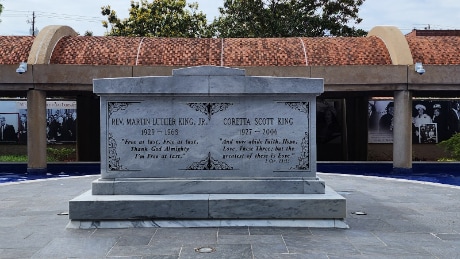 REV. MARTIN LUTHER KING, JR.
1929 – 1968
"Free at last, Free at last,
Thank God Almighty
I'm Free at last."
CORETTA SCOTT KING
1927 – 2006
"And now abide Faith, Hope,
Love, These Three; but the
greatest of these is Love."